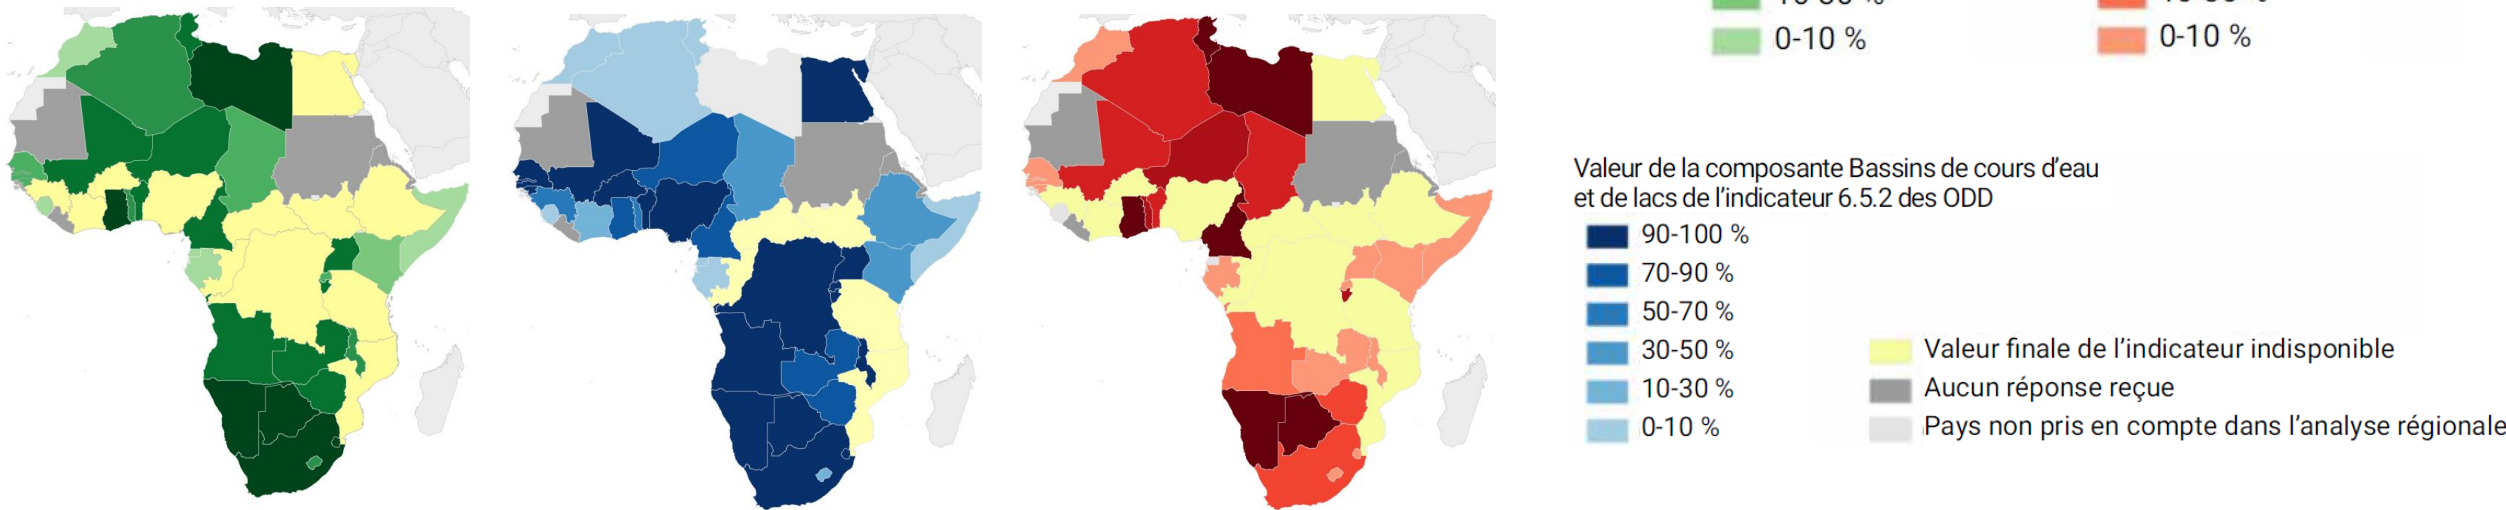 0-10 %
0-10 %
Valeur de la composante Bassins de cours d'eau
et de lacs de l'indicateur 6.5.2 des ODD
90-100 %
70-90 %
50-70 %
30-50 %
10-30 %
0-10 %
Valeur finale de l'indicateur indisponible
Aucun réponse reçue
Pays non pris en compte dans l'analyse régionale